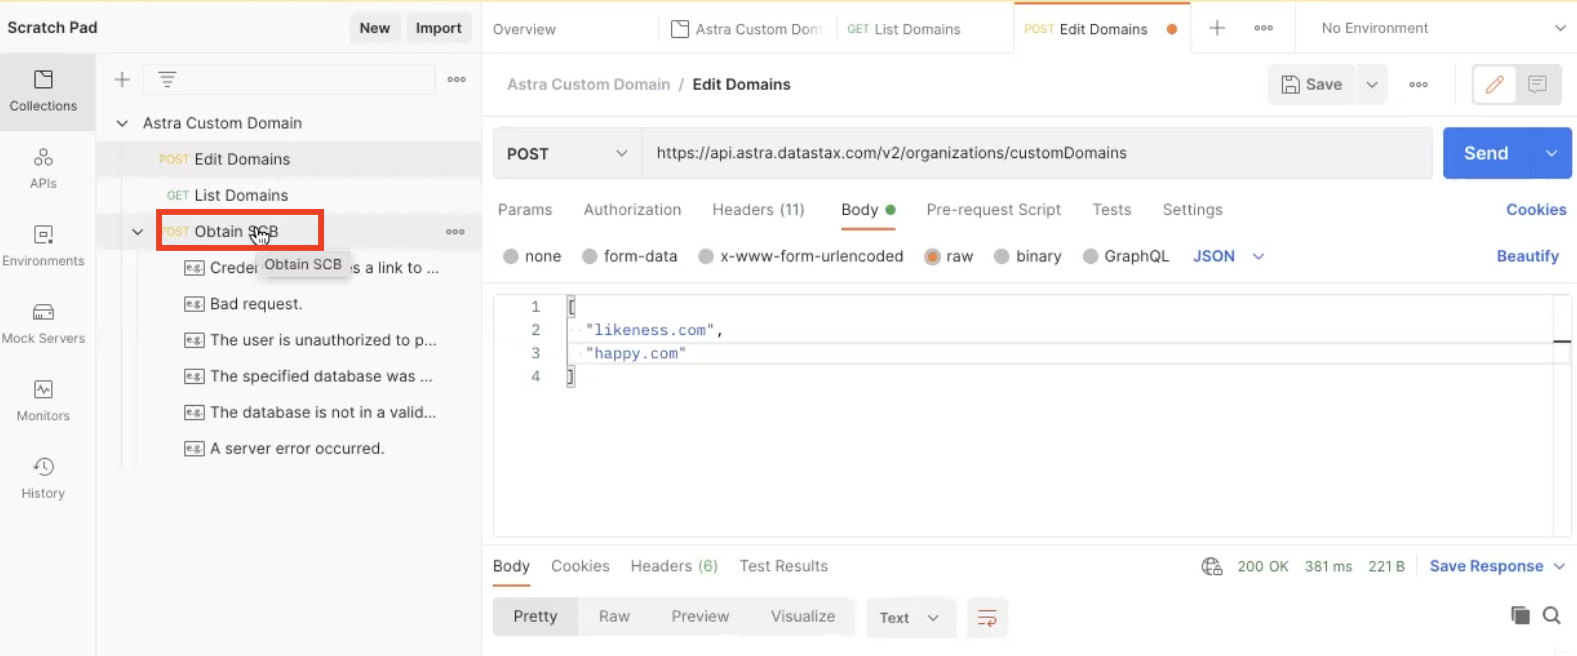 Scratch Pad
New
Import
Overview
Astra Custom Dom
GET List Domains
POST Edit Domains
No Environment
Collections
APIs
Environments
Mock Servers
Monitors
History
Astra Custom Domain
POST Edit Domains
GET List Domains
POST Obtain SCB
Obtain SCB
e.g. Creder s a link to ...
e.g. Bad request.
e.g. The user is unauthorized to p...
e.g. The specified database was ...
e.g. The database is not in a valid...
e.g. A server error occurred.
Astra Custom Domain / Edit Domains
Save
POST
https://api.astra.datastax.com/v2/organizations/customDomains
Send
Params Authorization Headers (11) Body Pre-request Script Tests Settings
Cookies
none form-data x-www-form-urlencoded raw binary GraphQL JSON
Beautify
1 [
2 "likeness.com",
3 "happy.com"
4 ]
Body Cookies Headers (6) Test Results
200 OK 381 ms 221 B Save Response
Pretty Raw Preview Visualize Text